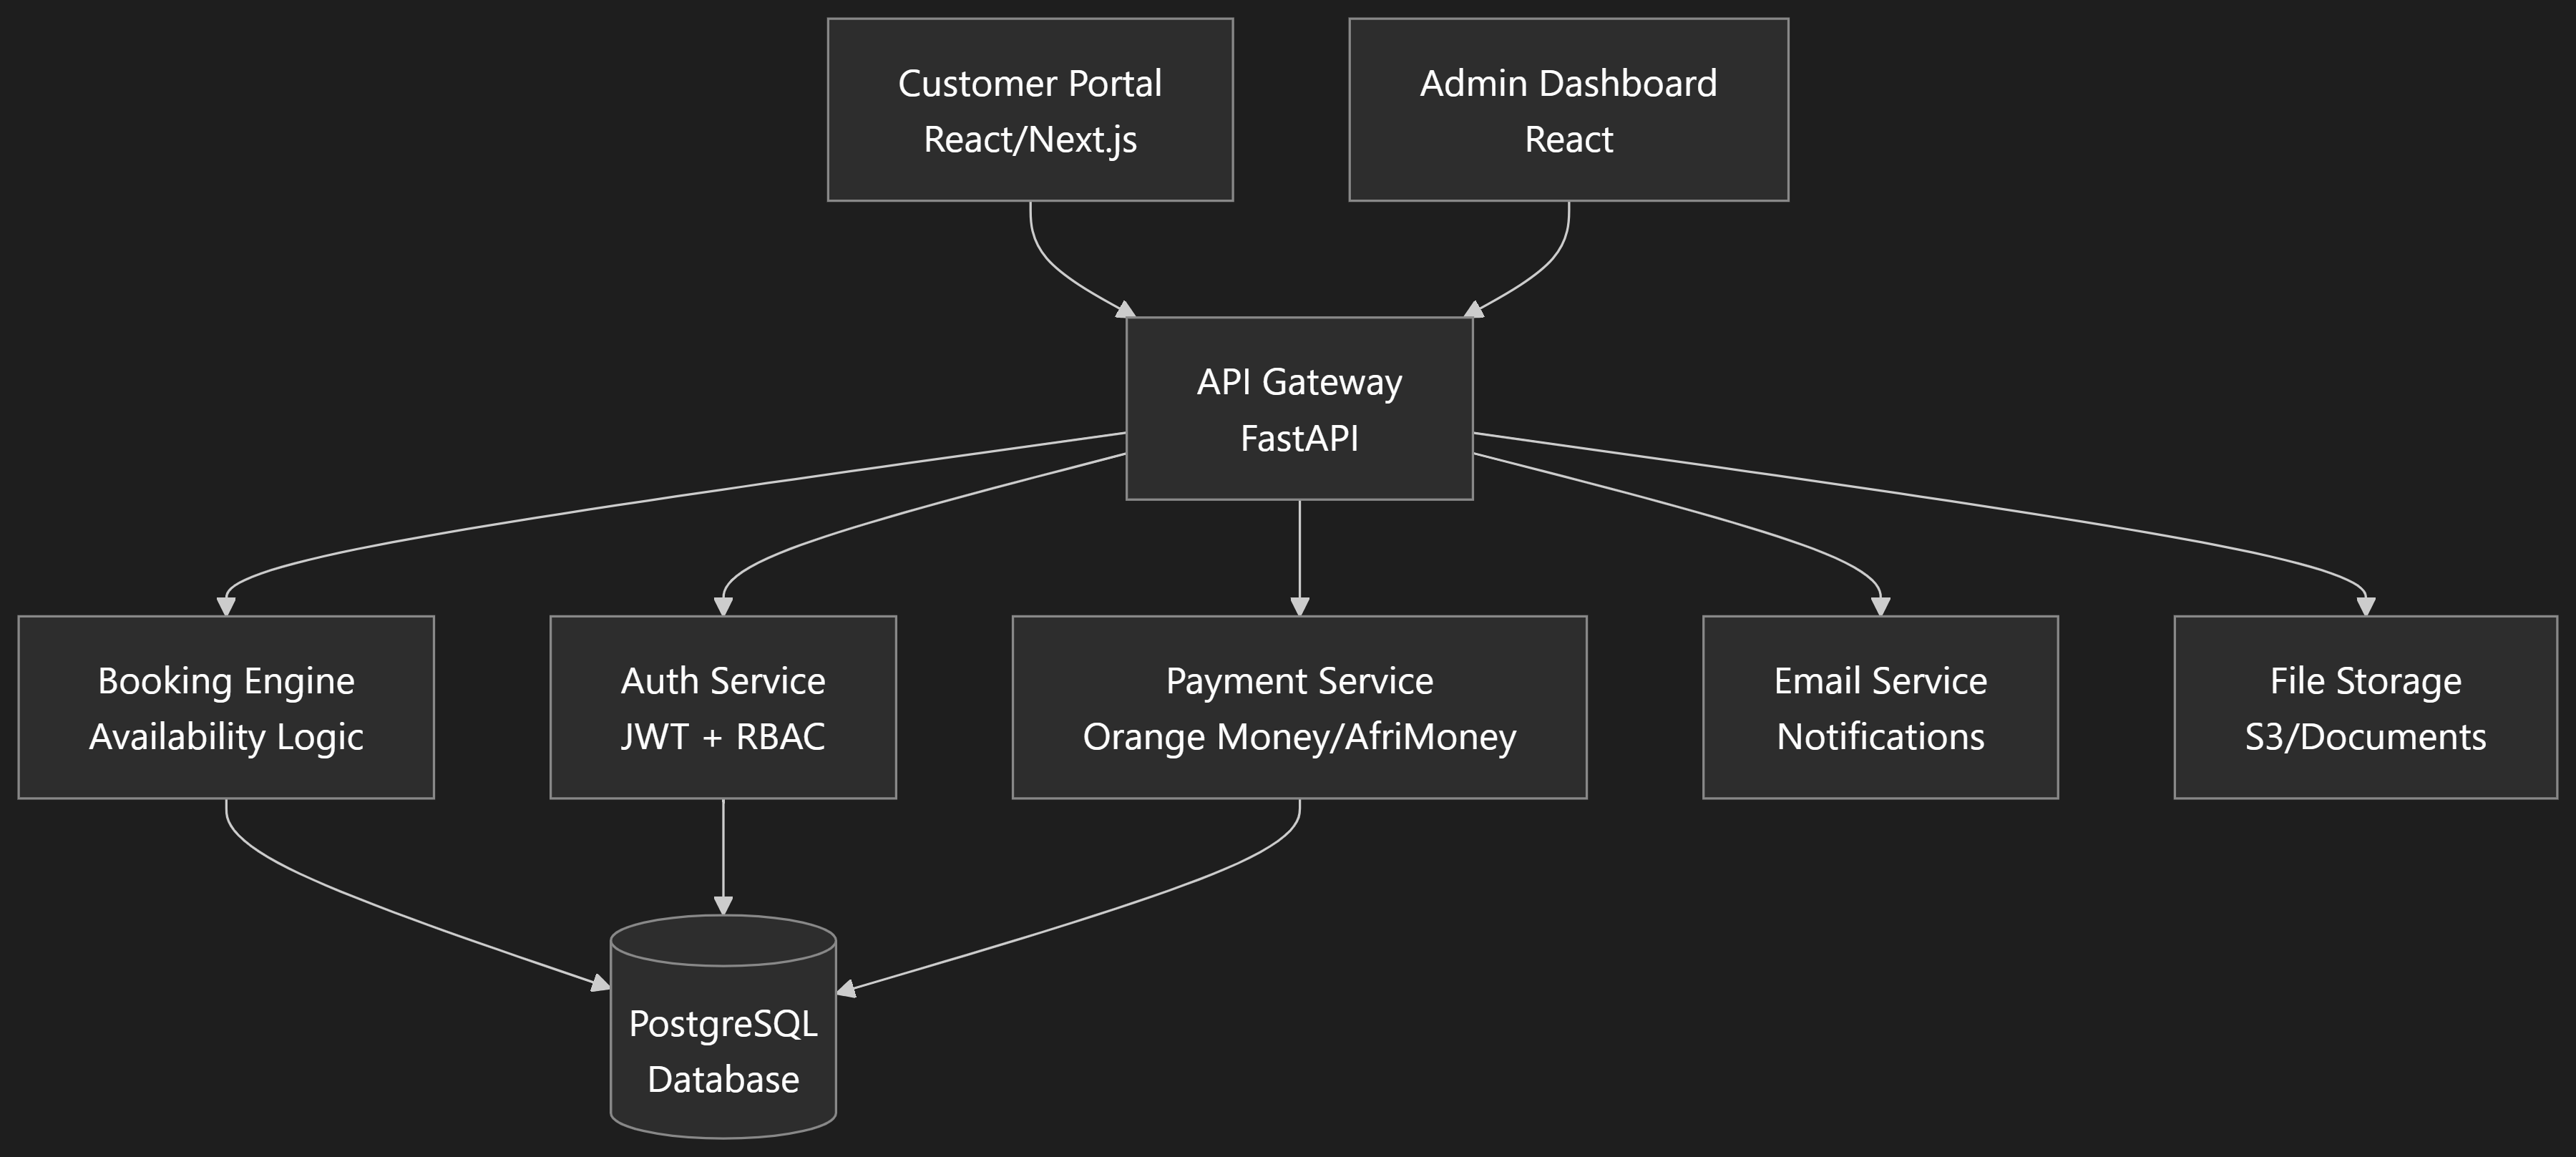 Customer Portal
React/Next.js
Admin Dashboard
React
API Gateway
FastAPI
Booking Engine
Availability Logic
Auth Service
JWT + RBAC
Payment Service
Orange Money/AfriMoney
Email Service
Notifications
File Storage
S3/Documents
PostgreSQL
Database